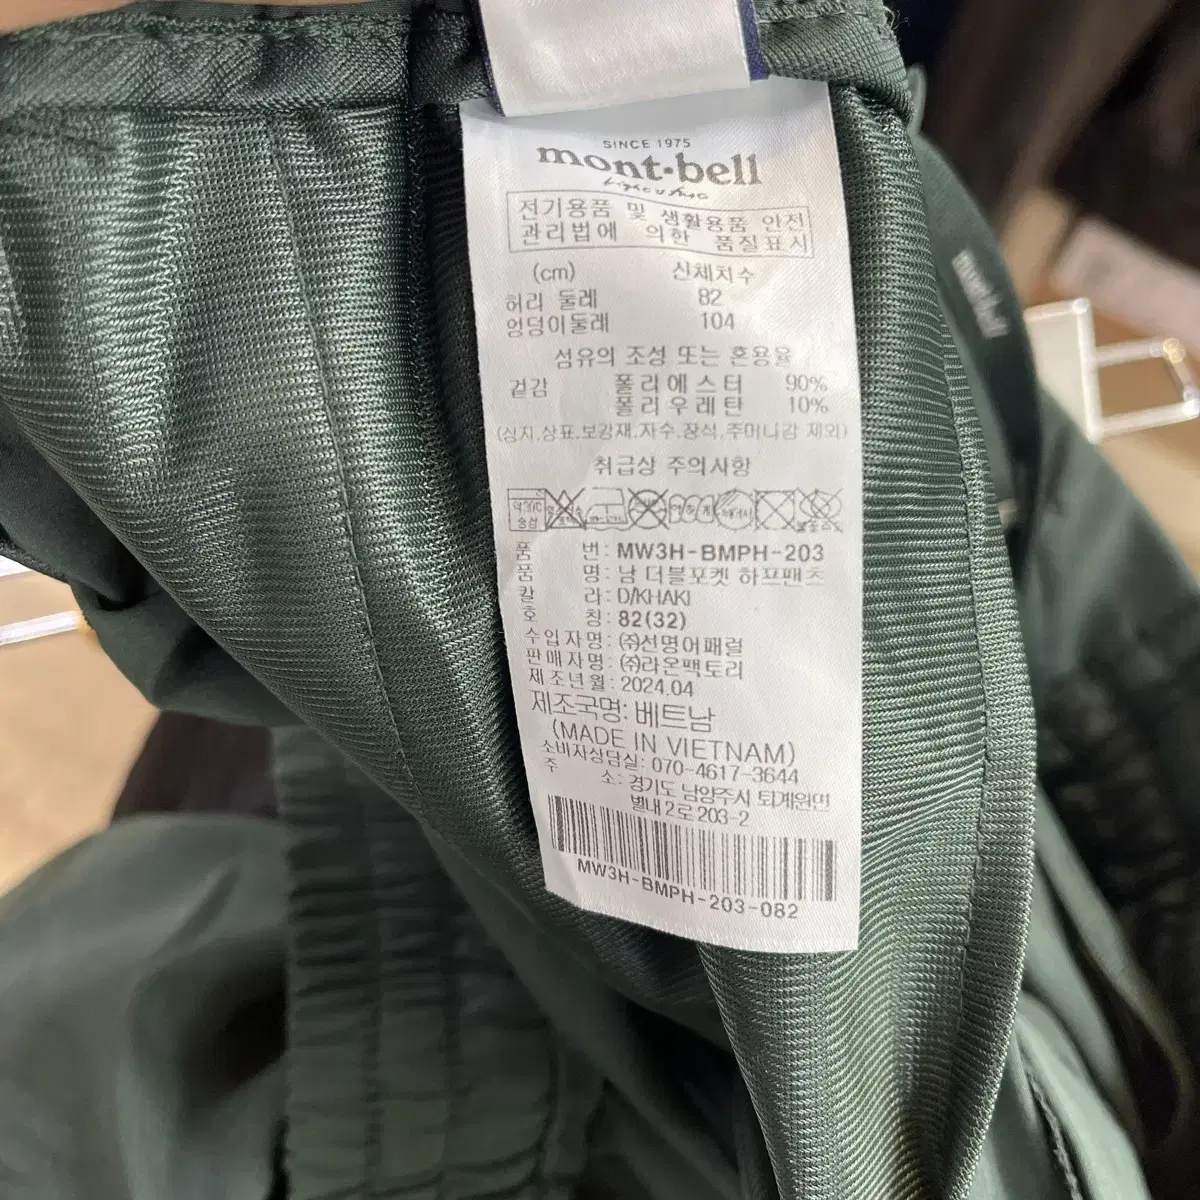 SINCE 1975
mont·bell
전기용품 및 생활용품 안전
관리법에 의한 품질표시
(cm) 신체치수
허리 둘레 82
엉덩이둘레 104
섬유의 조성 또는 혼용율
겉감 폴리에스터 90%
폴리우레탄 10%
(심지,상표,보강재,자수,장식,주머니감 제외)
취급상 주의사항
품 번: MW3H-BMPH-203
품 명: 남 더블포켓 하프팬츠
칼 라: D/KHAKI
호 칭: 82(32)
수입자명: ㈜선명어패럴
판매자명: ㈜라온팩토리
제조년월: 2024.04
제조국명: 베트남
(MADE IN VIETNAM)
소비자상담실: 070-4617-3644
주 소: 경기도 남양주시 퇴계원면
별내2로 203-2
MW3H-BMPH-203-082